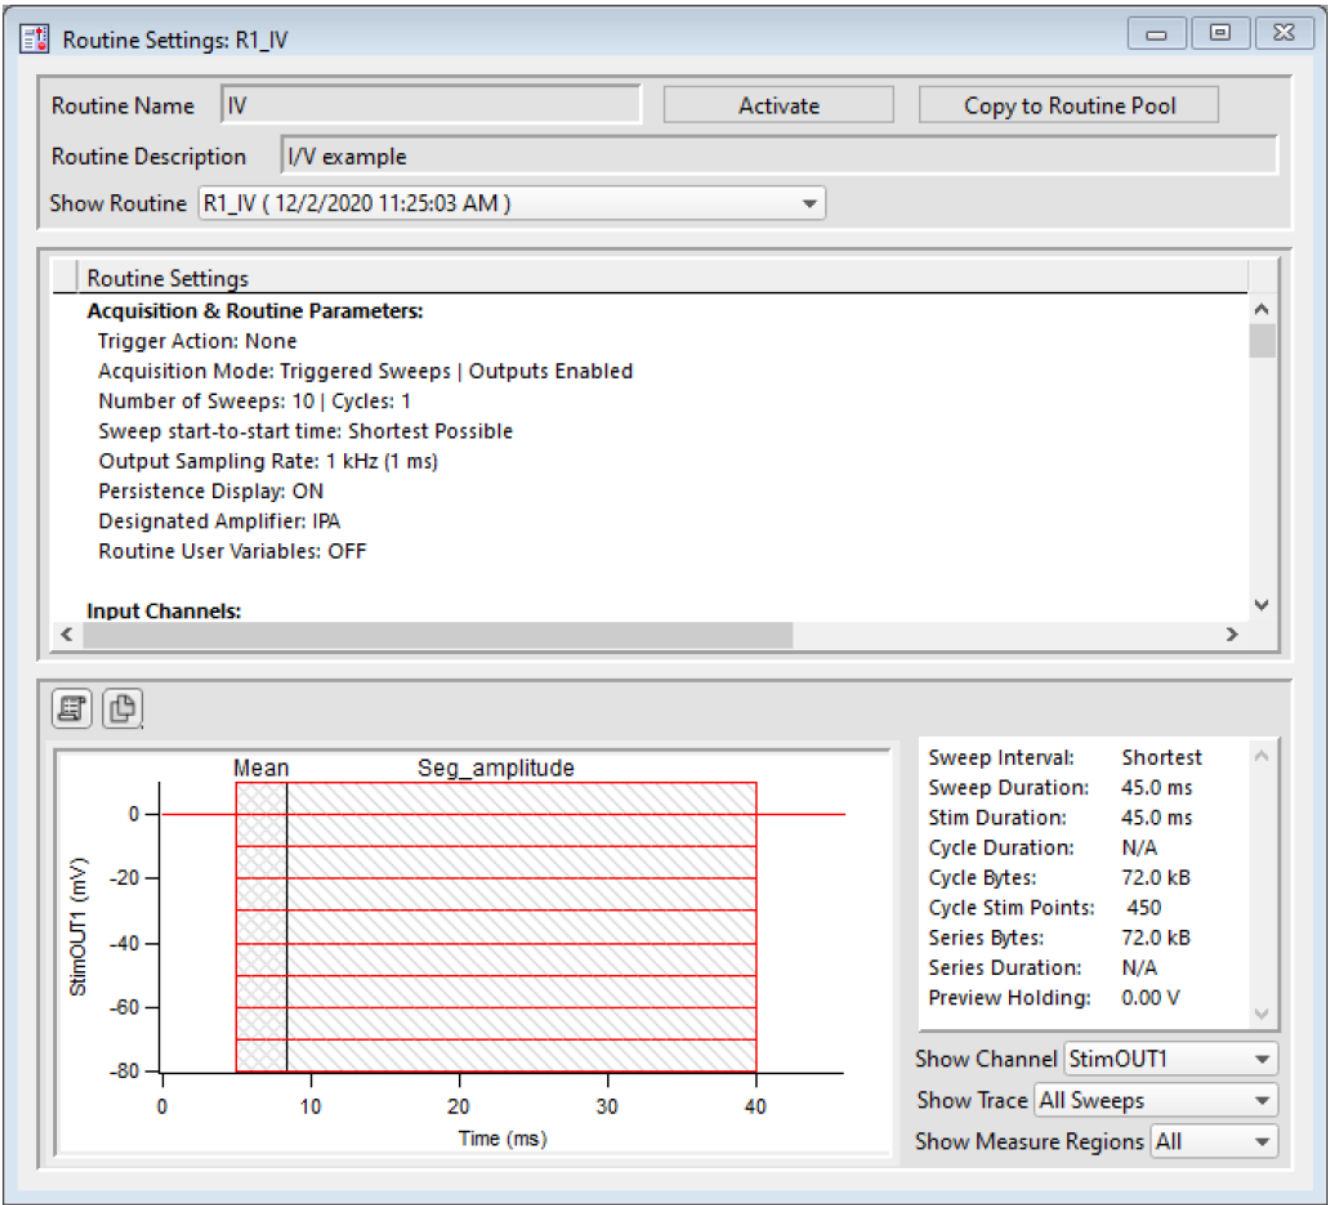 Routine Settings: R1_IV
Routine Name IV Activate Copy to Routine Pool
Routine Description I/V example
Show Routine R1_IV ( 12/2/2020 11:25:03 AM )
Routine Settings
Acquisition & Routine Parameters:
Trigger Action: None
Acquisition Mode: Triggered Sweeps | Outputs Enabled
Number of Sweeps: 10 | Cycles: 1
Sweep start-to-start time: Shortest Possible
Output Sampling Rate: 1 kHz (1 ms)
Persistence Display: ON
Designated Amplifier: IPA
Routine User Variables: OFF
Input Channels:
Mean Seg_amplitude
0
-20
-40
-60
-80
StimOUT1 (mV)
0 10 20 30 40
Time (ms)
Sweep Interval: Shortest
Sweep Duration: 45.0 ms
Stim Duration: 45.0 ms
Cycle Duration: N/A
Cycle Bytes: 72.0 kB
Cycle Stim Points: 450
Series Bytes: 72.0 kB
Series Duration: N/A
Preview Holding: 0.00 V
Show Channel StimOUT1
Show Trace All Sweeps
Show Measure Regions All